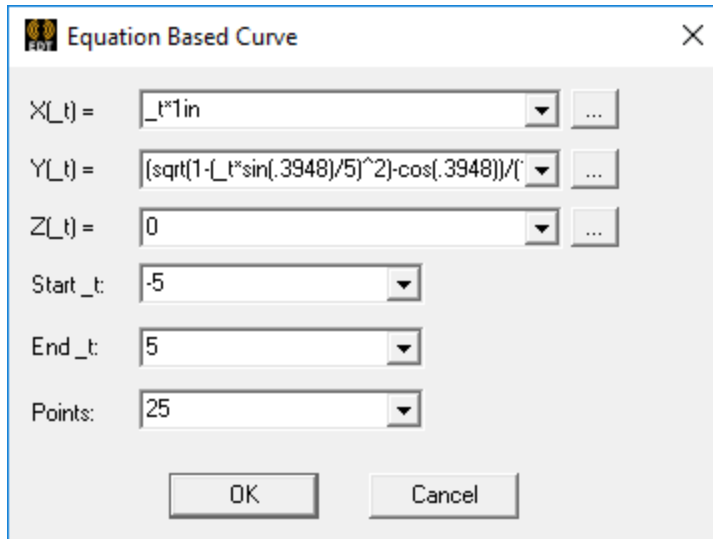 EDT Equation Based Curve
X(_t) = _t*1in ...
Y(_t) = (sqrt(1-(_t*sin(.3948)/5)^2)-cos(.3948))/( ...
Z(_t) = 0 ...
Start _t: -5
End _t: 5
Points: 25
OK Cancel